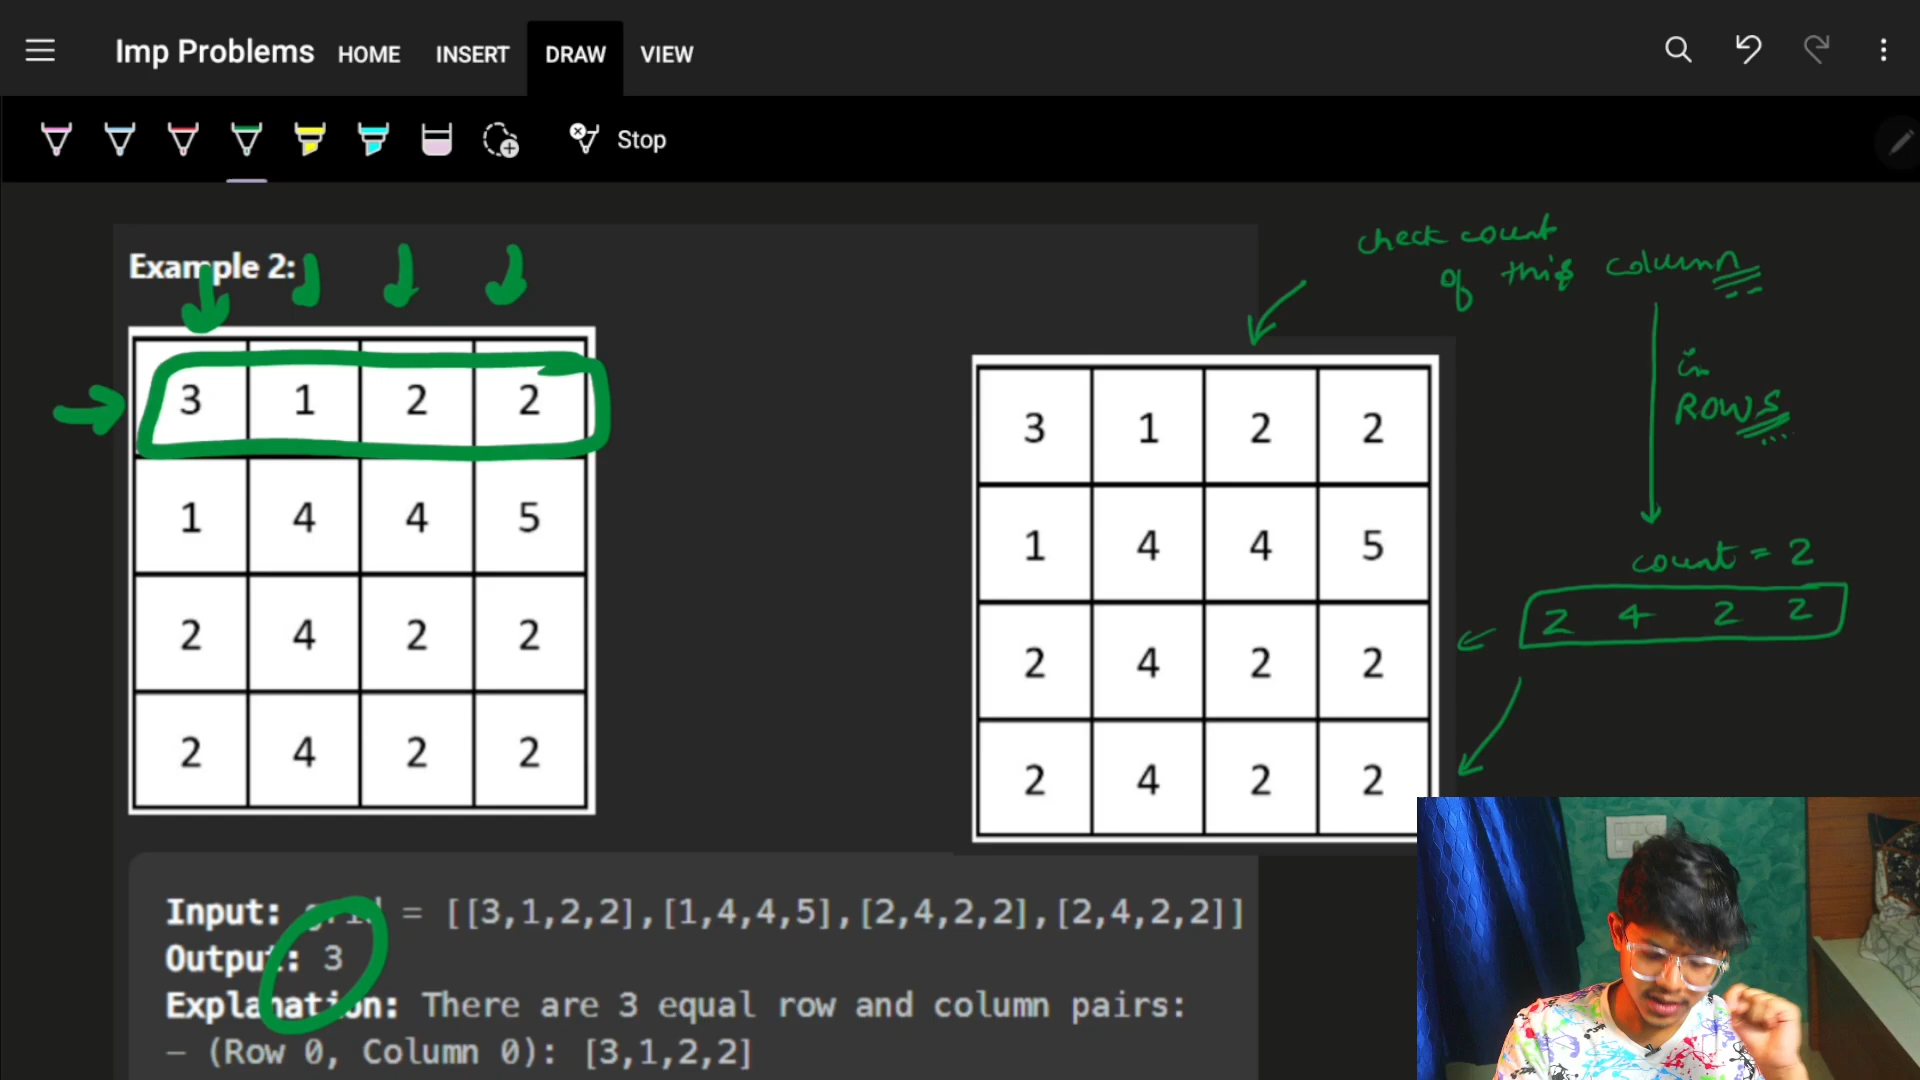 Imp Problems HOME INSERT DRAW VIEW
Stop
Example 2:
3 1 2 2
1 4 4 5
2 4 2 2
2 4 2 2
check count
of this column
in
ROWS
count = 2
2 4 2 2
3 1 2 2
1 4 4 5
2 4 2 2
2 4 2 2
Input: grid = [[3,1,2,2],[1,4,4,5],[2,4,2,2],[2,4,2,2]]
Output: 3
Explanation: There are 3 equal row and column pairs:
- (Row 0, Column 0): [3,1,2,2]